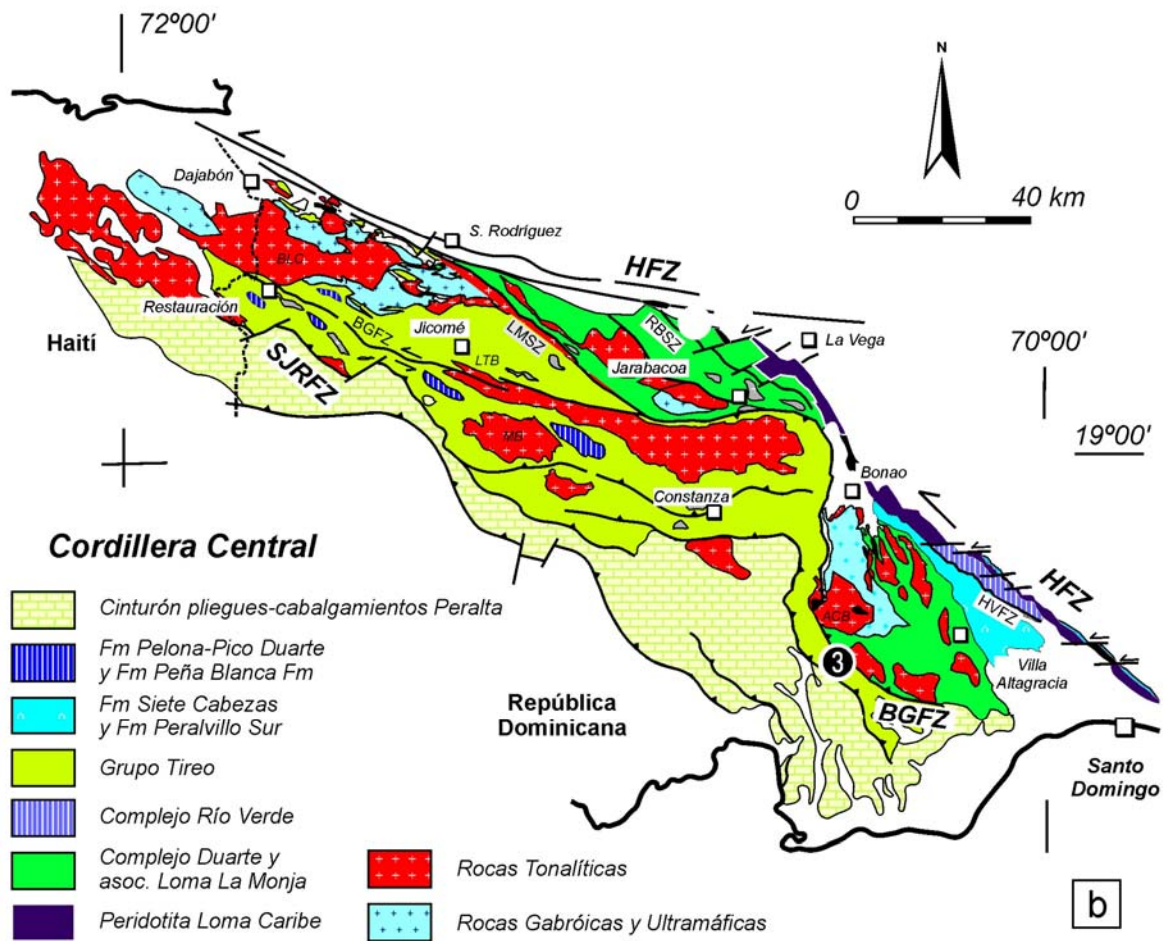 72º00'
N
0
40 km
Dajabón
S. Rodríguez
HFZ
BLC
Restauración
BGFZ
Jicomé
LMSZ
RBSZ
La Vega
Haití
SJRFZ
LTB
Jarabacoa
70º00'
MB
19º00'
Constanza
Bonao
Cordillera Central
HFZ
HVFZ
ACB
3
Villa
Altagracia
República
Dominicana
BGFZ
Santo
Domingo
Cinturón pliegues-cabalgamientos Peralta
Fm Pelona-Pico Duarte
y Fm Peña Blanca Fm
Fm Siete Cabezas
y Fm Peralvillo Sur
Grupo Tireo
Complejo Río Verde
Complejo Duarte y
asoc. Loma La Monja
Peridotita Loma Caribe
Rocas Tonalíticas
Rocas Gabróicas y Ultramáficas
b